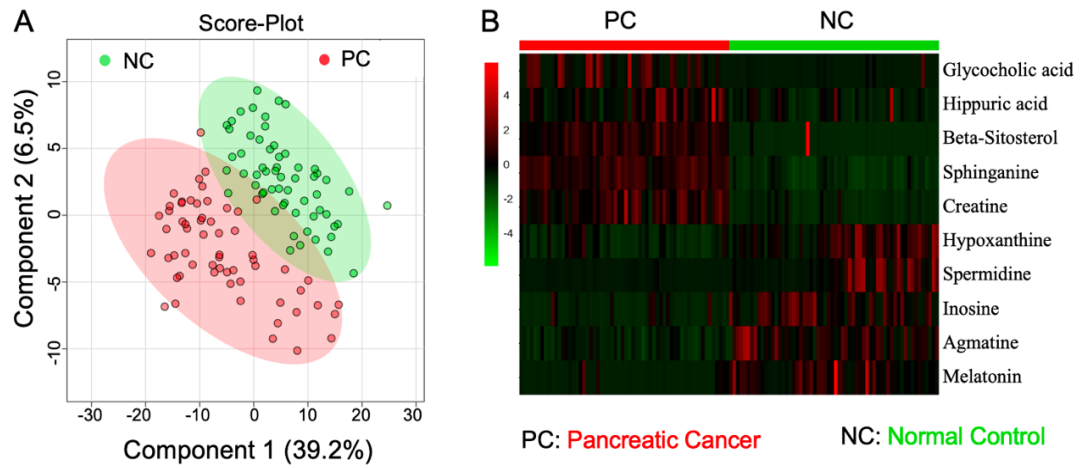 A
Score-Plot
NC
PC
Component 2 (6.5%)
10
5
0
-5
-10
-30
-20
-10
0
10
20
30
Component 1 (39.2%)
B
PC
NC
4
2
0
-2
-4
Glycocholic acid
Hippuric acid
Beta-Sitosterol
Sphinganine
Creatine
Hypoxanthine
Spermidine
Inosine
Agmatine
Melatonin
PC: Pancreatic Cancer
NC: Normal Control